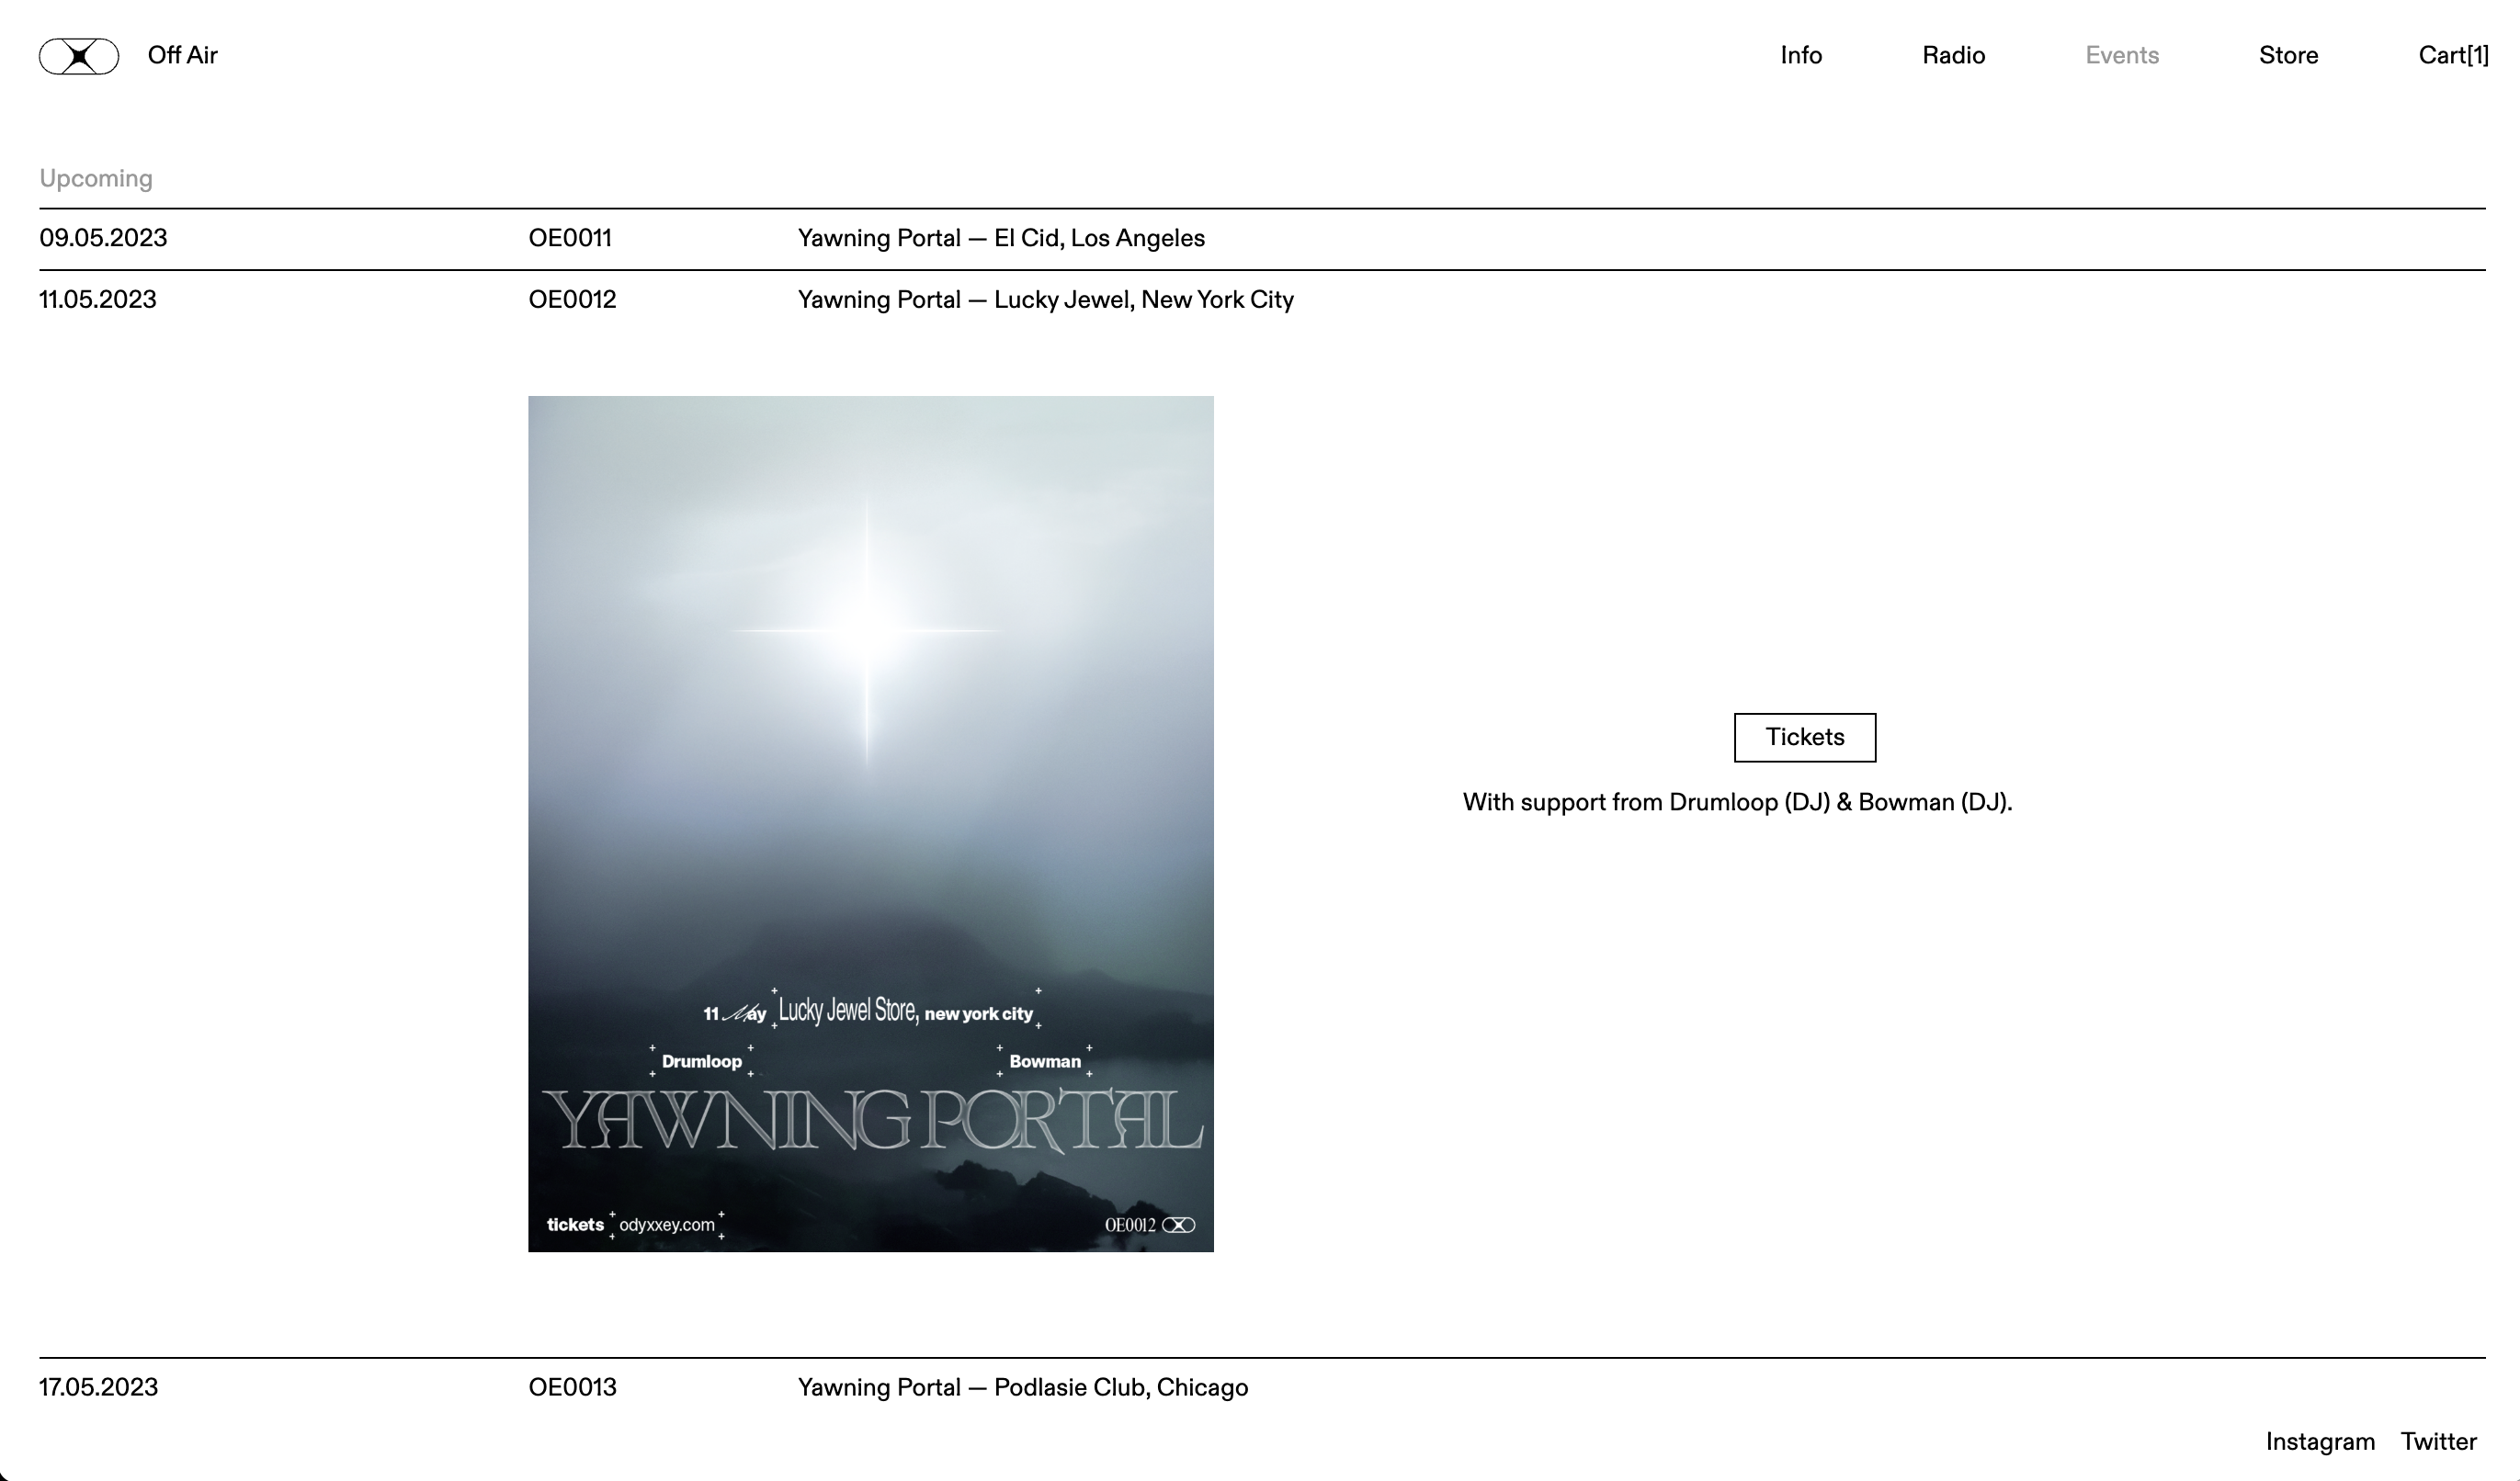 Off Air Info Radio Events Store Cart[1]
Upcoming
09.05.2023 OE0011 Yawning Portal — El Cid, Los Angeles
11.05.2023 OE0012 Yawning Portal — Lucky Jewel, New York City
11 May Lucky Jewel Store, new york city
Drumloop Bowman
YAWNING PORTAL
tickets odyxxey.com OE0012
Tickets
With support from Drumloop (DJ) & Bowman (DJ).
17.05.2023 OE0013 Yawning Portal — Podlasie Club, Chicago
Instagram Twitter